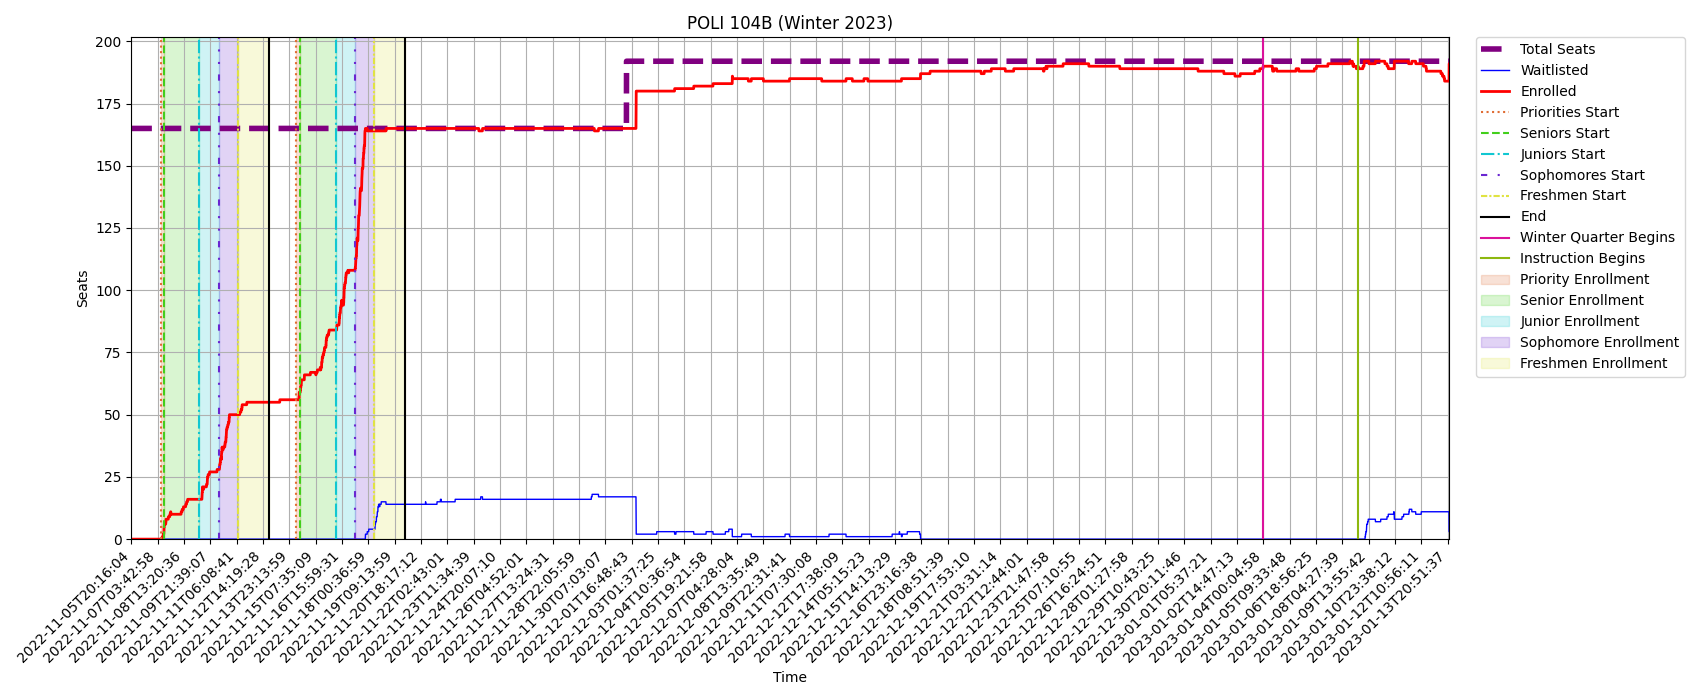 POLI 104B (Winter 2023)
200
175
150
125
100
75
50
25
0
Seats
2022-11-05T20:16:04
2022-11-07T03:42:58
2022-11-08T13:20:36
2022-11-09T21:39:07
2022-11-11T06:08:41
2022-11-12T14:19:28
2022-11-13T23:13:59
2022-11-15T07:35:09
2022-11-16T15:59:31
2022-11-18T00:36:59
2022-11-19T09:13:59
2022-11-20T18:17:12
2022-11-22T02:43:01
2022-11-23T11:34:39
2022-11-24T20:07:10
2022-11-26T04:52:01
2022-11-27T13:24:31
2022-11-28T22:05:59
2022-11-30T07:03:07
2022-12-01T16:48:43
2022-12-03T01:37:25
2022-12-04T10:36:54
2022-12-05T19:21:58
2022-12-07T04:28:04
2022-12-08T13:35:49
2022-12-09T22:31:41
2022-12-11T07:30:08
2022-12-12T17:38:09
2022-12-14T05:15:23
2022-12-15T14:13:29
2022-12-16T23:16:38
2022-12-18T08:51:39
2022-12-19T17:53:10
2022-12-21T03:31:14
2022-12-22T12:44:01
2022-12-23T21:47:58
2022-12-25T07:10:55
2022-12-26T16:24:51
2022-12-28T01:27:58
2022-12-29T10:43:25
2022-12-30T20:11:46
2023-01-01T05:37:21
2023-01-02T14:47:13
2023-01-04T00:04:58
2023-01-05T09:33:48
2023-01-06T18:56:25
2023-01-08T04:27:39
2023-01-09T13:55:42
2023-01-10T23:38:12
2023-01-12T10:56:11
2023-01-13T20:51:37
Time
Total Seats
Waitlisted
Enrolled
Priorities Start
Seniors Start
Juniors Start
Sophomores Start
Freshmen Start
End
Winter Quarter Begins
Instruction Begins
Priority Enrollment
Senior Enrollment
Junior Enrollment
Sophomore Enrollment
Freshmen Enrollment